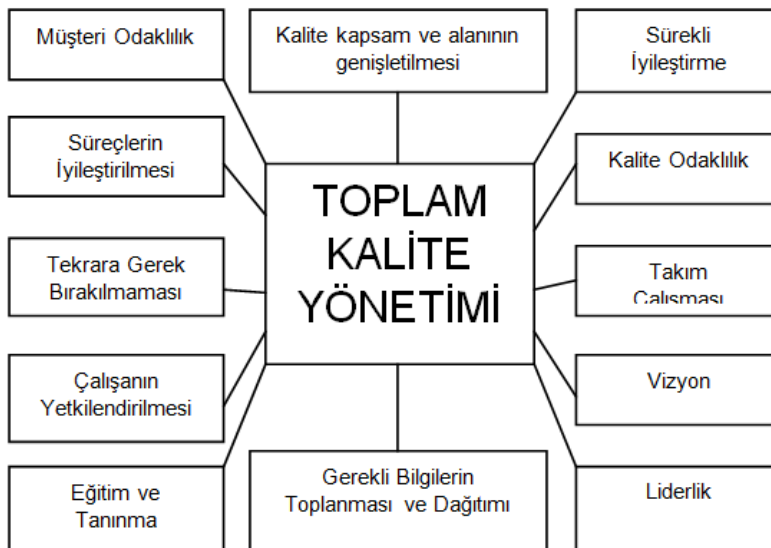 Müşteri Odaklılık
Kalite kapsam ve alanının
genişletilmesi
Sürekli
İyileştirme
Süreçlerin
İyileştirilmesi
Kalite Odaklılık
TOPLAM
KALİTE
YÖNETİMİ
Tekrara Gerek
Bırakılmaması
Takım
Çalışması
Çalışanın
Yetkilendirilmesi
Vizyon
Eğitim ve
Tanınma
Gerekli Bilgilerin
Toplanması ve Dağıtımı
Liderlik